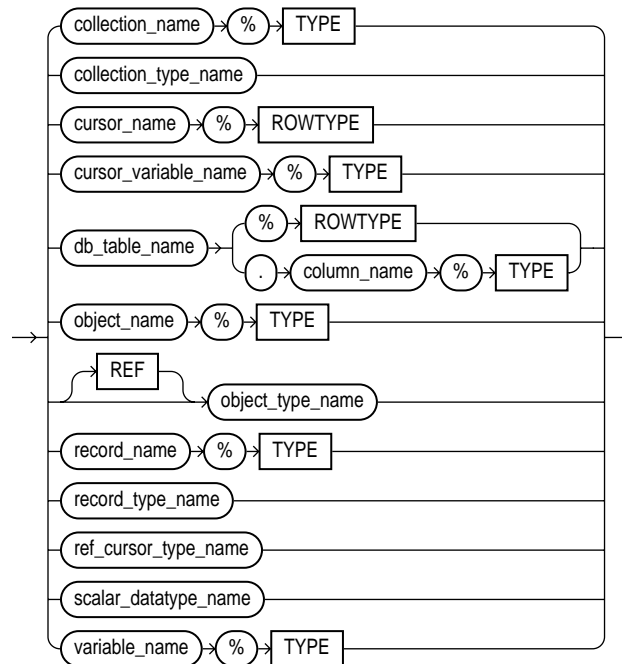 collection_name % TYPE
collection_type_name
cursor_name % ROWTYPE
cursor_variable_name % TYPE
% ROWTYPE
db_table_name
. column_name % TYPE
object_name % TYPE
REF
object_type_name
record_name % TYPE
record_type_name
ref_cursor_type_name
scalar_datatype_name
variable_name % TYPE